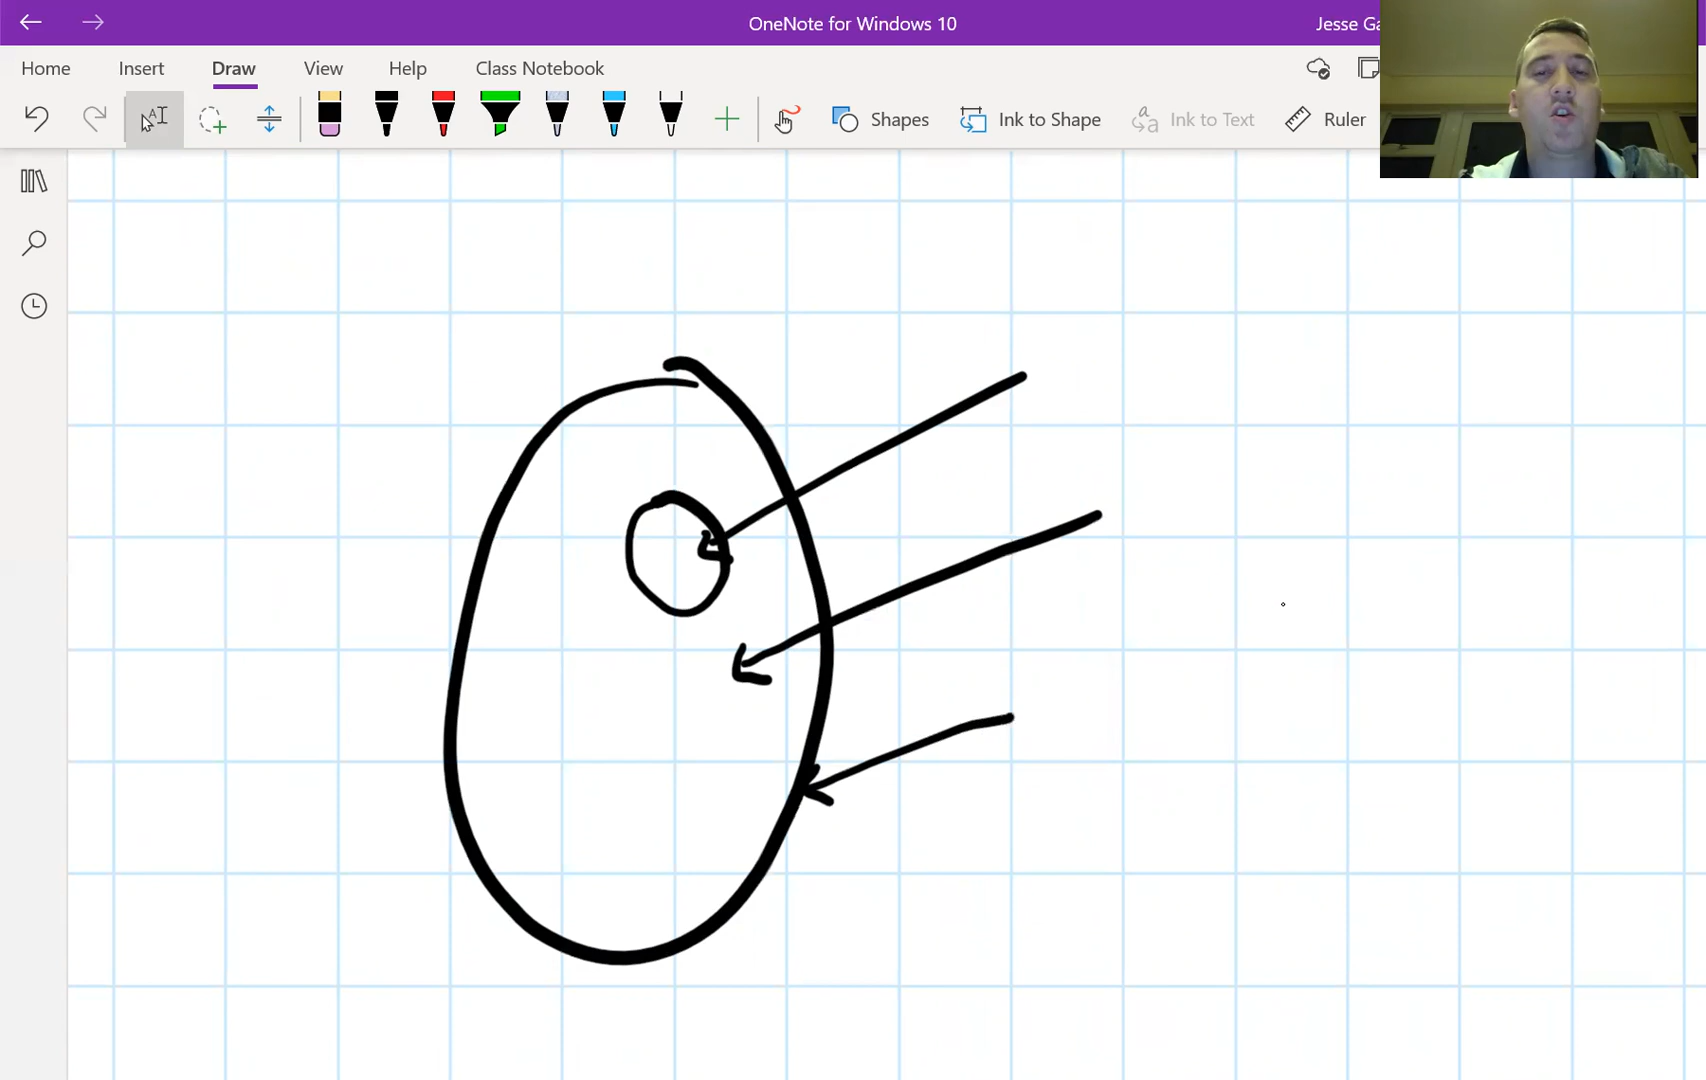 OneNote for Windows 10
Jesse
Home Insert Draw View Help Class Notebook
Shapes Ink to Shape Ink to Text Ruler